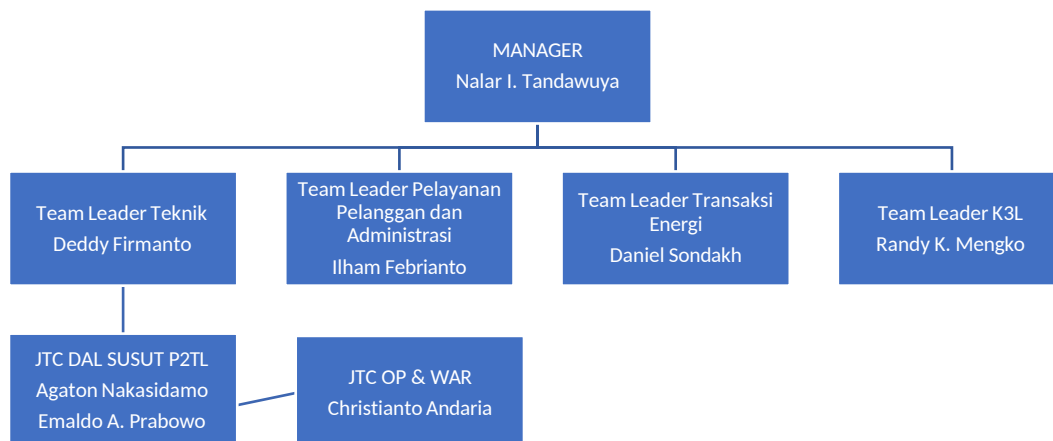 MANAGER
Nalar I. Tandawuya
Team Leader Teknik
Deddy Firmanto
Team Leader Pelayanan
Pelanggan dan
Administrasi
Ilham Febrianto
Team Leader Transaksi
Energi
Daniel Sondakh
Team Leader K3L
Randy K. Mengko
JTC DAL SUSUT P2TL
Agaton Nakasidamo
Emaldo A. Prabowo
JTC OP & WAR
Christianto Andaria